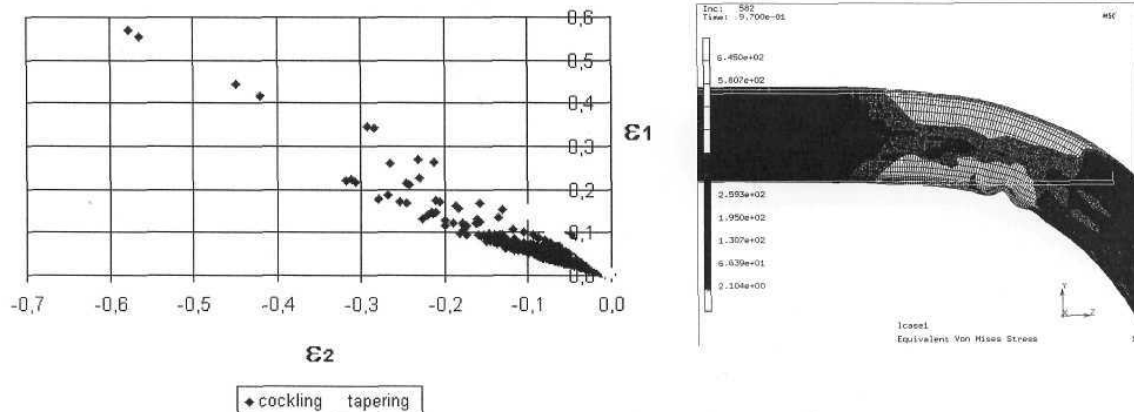 0,6
0,5
0,4
ε1
0,3
0,2
0,1
0,0
-0,7 -0,6 -0,5 -0,4 -0,3 -0,2 -0,1 0,0
ε2
cockling tapering
Inc: 582
Time: 9.700e-01
MSC
6.450e+02
5.807e+02
2.593e+02
1.950e+02
1.307e+02
6.639e+01
2.104e+00
Y
X Z
lcase1
Equivalent Von Mises Stress